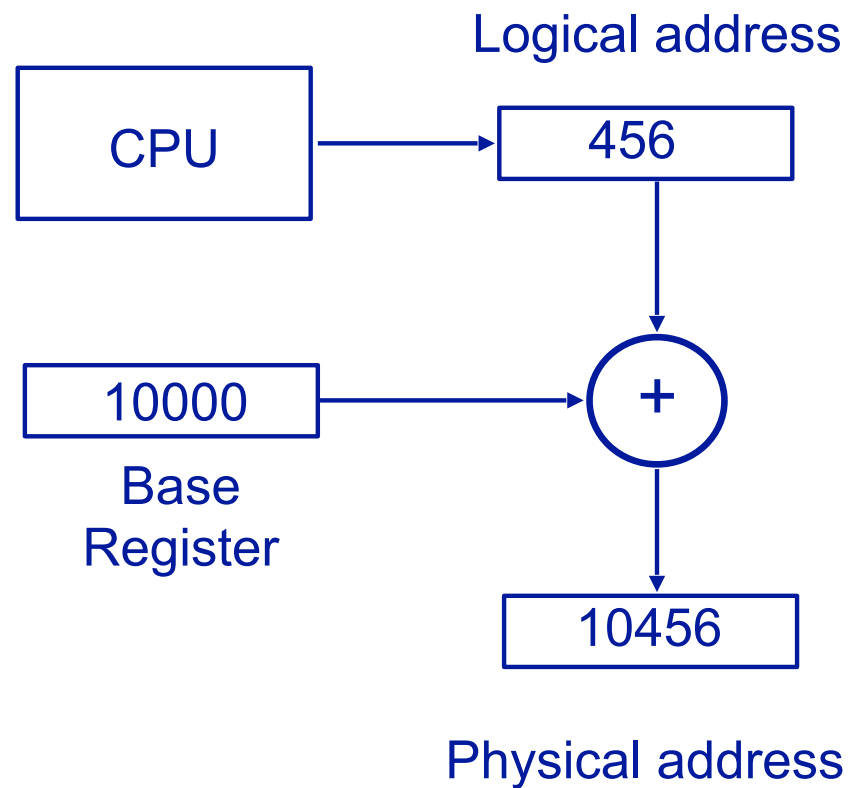 Logical address
CPU
456
10000
+
Base
Register
10456
Physical address